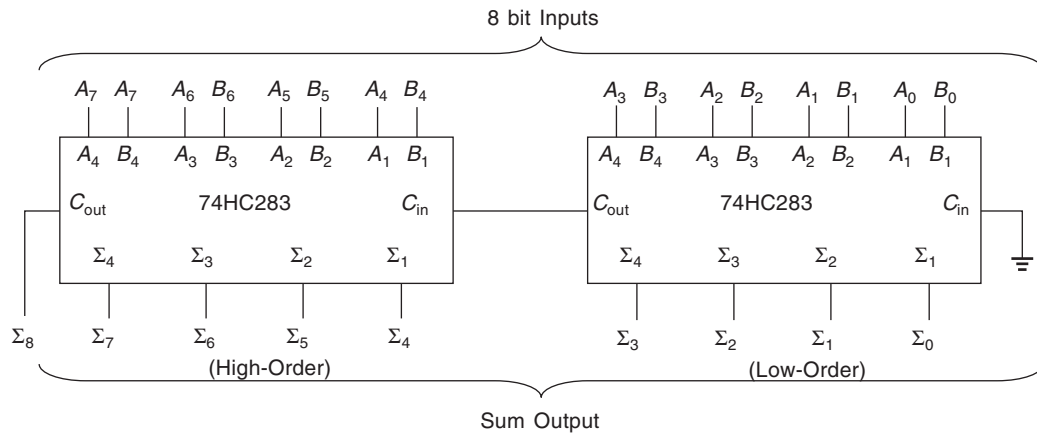 8 bit Inputs
A7 A7 A6 B6 A5 B5 A4 B4 A3 B3 A2 B2 A1 B1 A0 B0
A4 B4 A3 B3 A2 B2 A1 B1 A4 B4 A3 B3 A2 B2 A1 B1
Cout 74HC283 Cin Cout 74HC283 Cin
Σ4 Σ3 Σ2 Σ1 Σ4 Σ3 Σ2 Σ1
Σ8 Σ7 Σ6 Σ5 Σ4 Σ3 Σ2 Σ1 Σ0
(High-Order) (Low-Order)
Sum Output